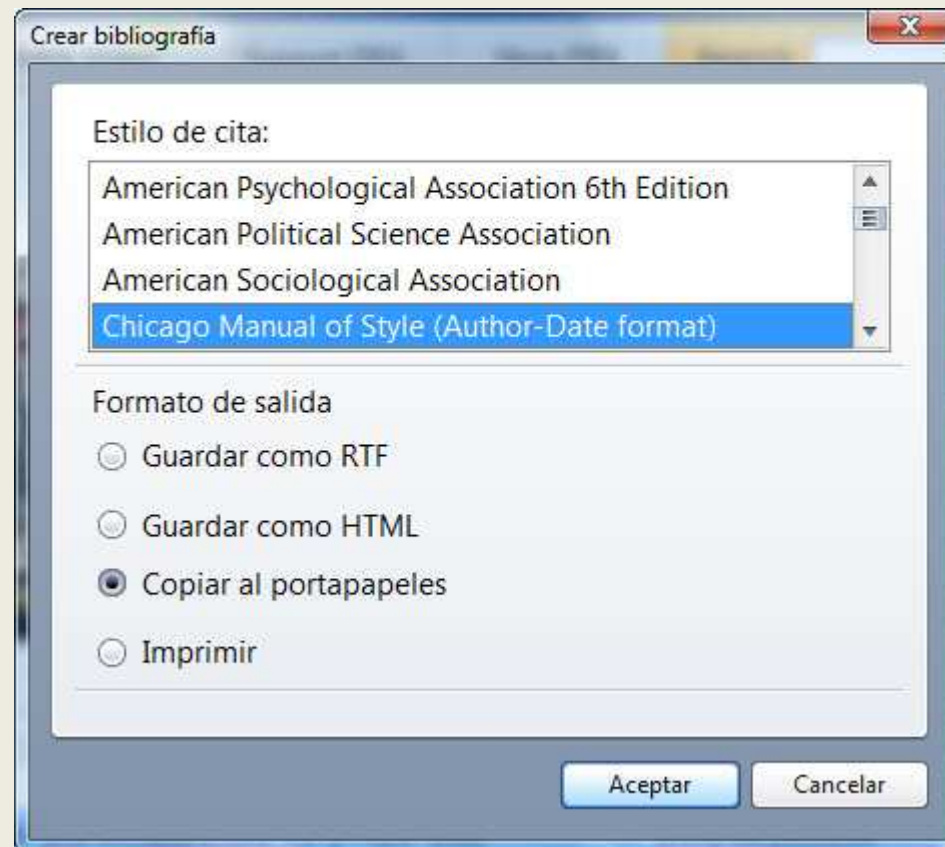 Crear bibliografía
Estilo de cita:
American Psychological Association 6th Edition
American Political Science Association
American Sociological Association
Chicago Manual of Style (Author-Date format)
Formato de salida
Guardar como RTF
Guardar como HTML
Copiar al portapapeles
Imprimir
Aceptar
Cancelar